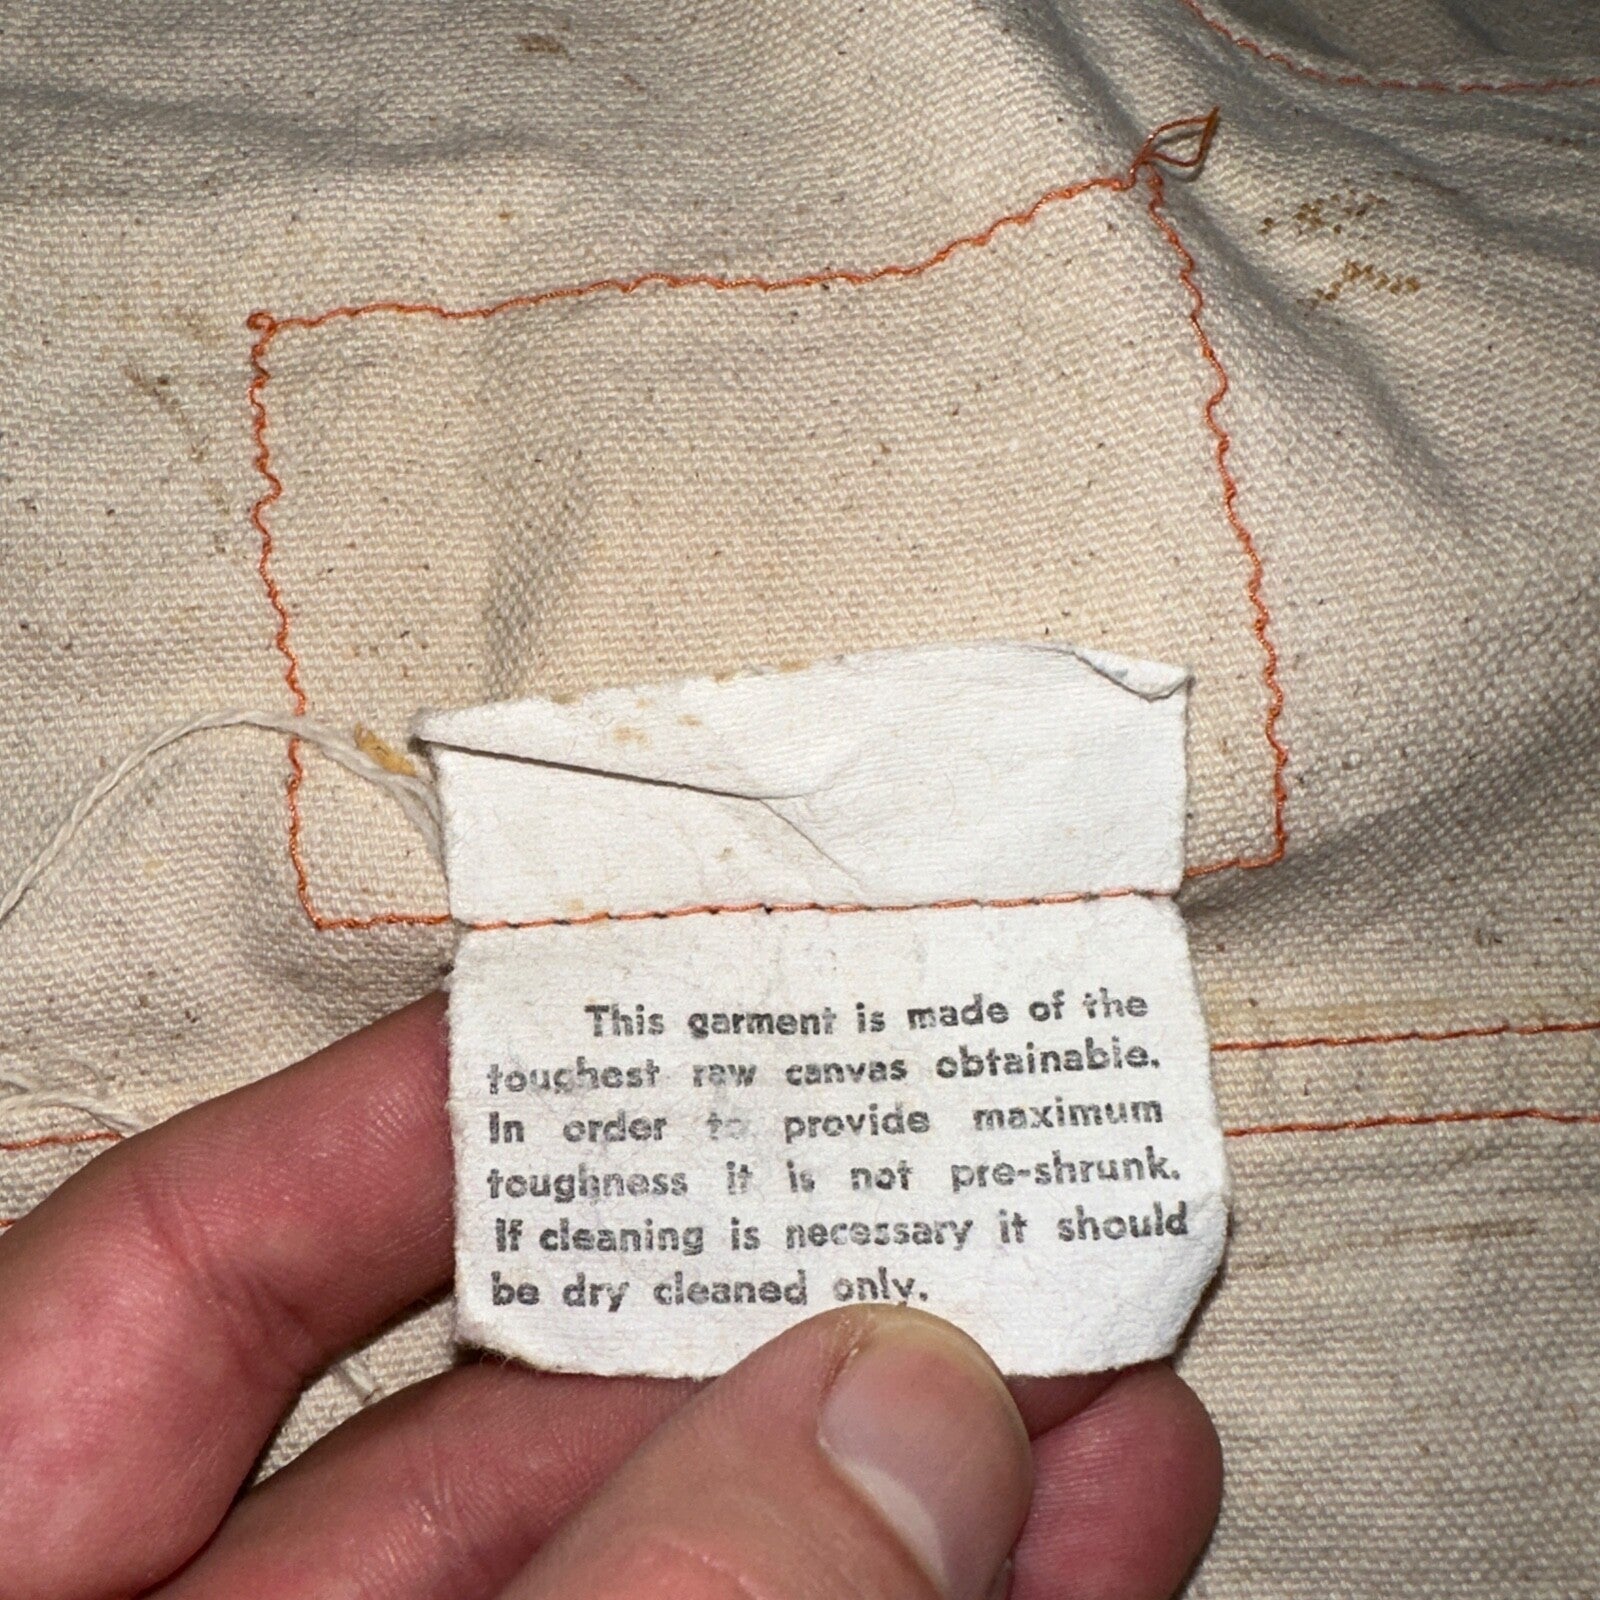 This garment is made of the
toughest raw canvas obtainable.
In order to provide maximum
toughness it is not pre-shrunk.
If cleaning is necessary it should
be dry cleaned only.